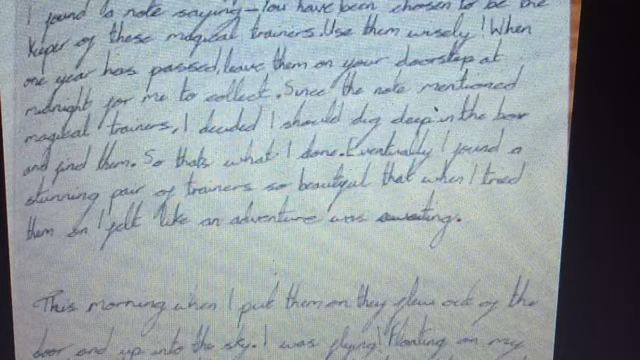 I found a note saying - You have been chosen to be the
keeper of these magical trainers. Use them wisely! When
one year has passed, leave them on your doorstep at
midnight for me to collect. Since the note mentioned
magical trainers, I decided I should dig deep in the box
and find them. So thats what I done. Eventually I found a
stunning pair of trainers so beautiful that when I tried
them on I felt like an adventure was awaiting.
This morning when I put them on they flew out of the
door and up into the sky. I was flying! Planting on my